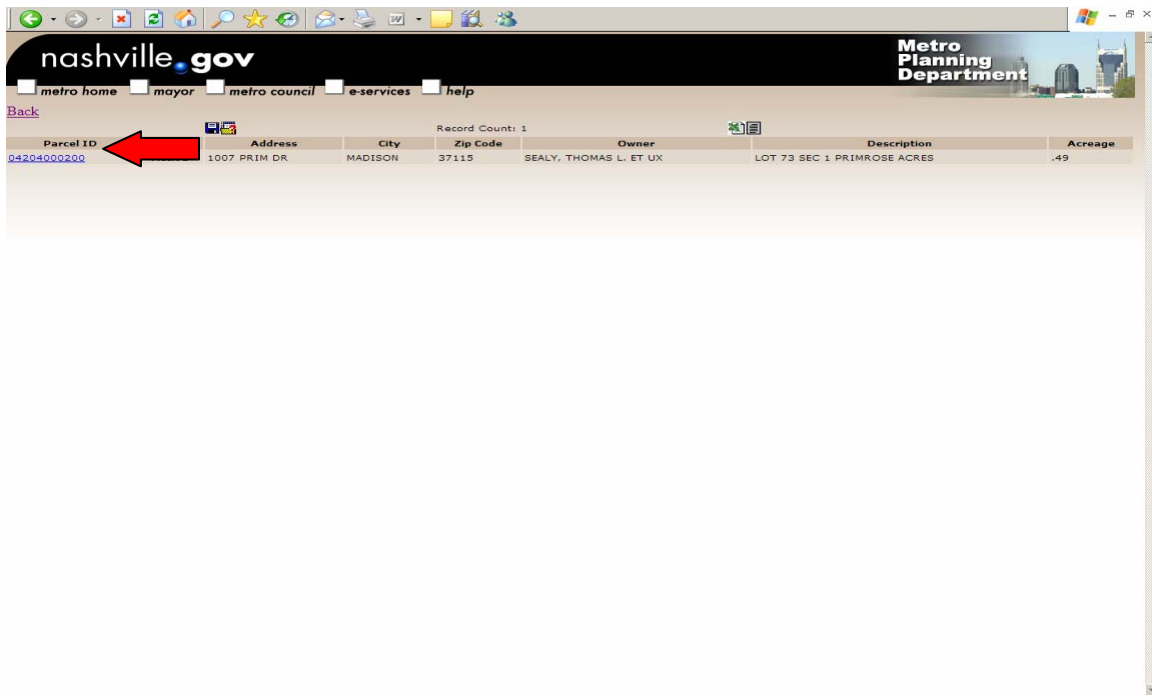 nashville.gov
Metro
Planning
Department
metro home mayor metro council e-services help
Back
Record Count: 1
Parcel ID Address City Zip Code Owner Description Acreage
04204000200 1007 PRIM DR MADISON 37115 SEALY, THOMAS L. ET UX LOT 73 SEC 1 PRIMROSE ACRES .49